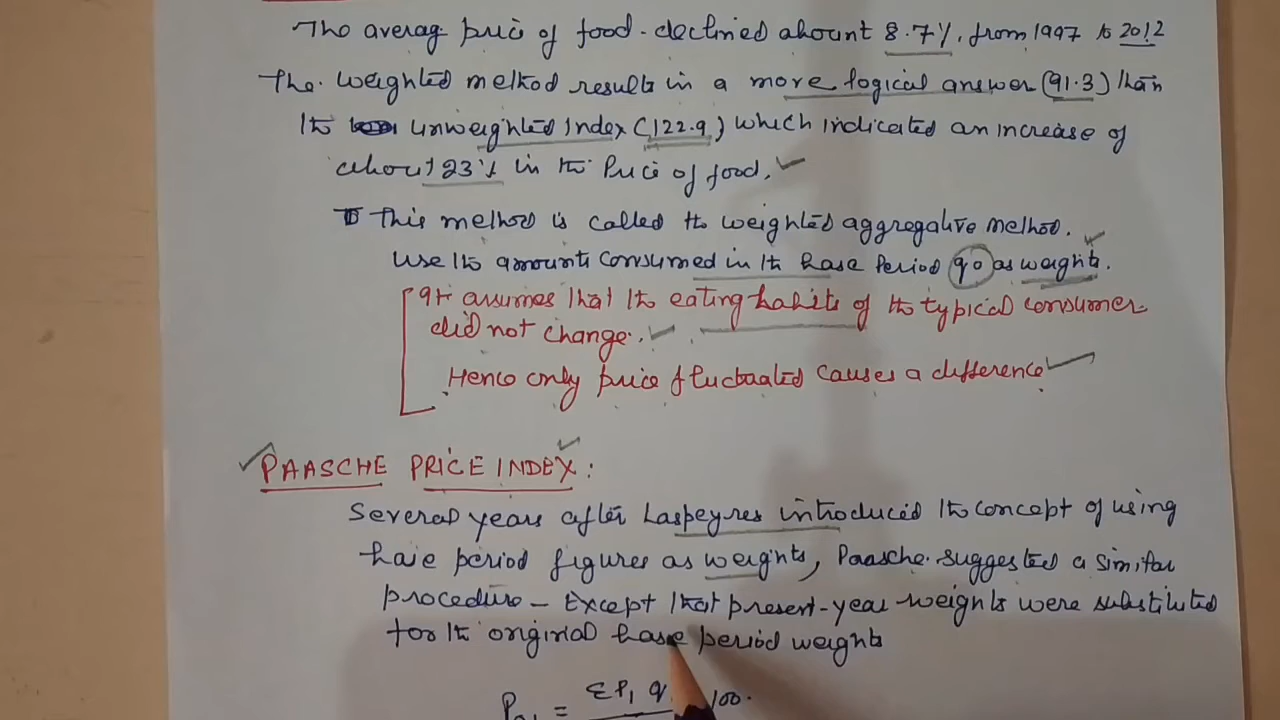 The averag price of food. declined about 8.7%. from 1997 to 2012
The weighted method results in a more logical answer (91.3) than
the unweighted Index (122.9) which indicated an increase of
about 23% in the Price of food.
This method is called the weighted aggregative method.
Use the amounts consumed in the base Period q0 as weights.
It assumes that the eating habits of the typical consumer
did not change.
Hence only price fluctuated causes a difference
PAASCHE PRICE INDEX:
Several years after Laspeyres introduced the concept of using
base period figures as weights, Paasche suggested a similar
procedure - Except that present-year weights were substituted
for the original base period weights
P01 = ΣP1 q 100.